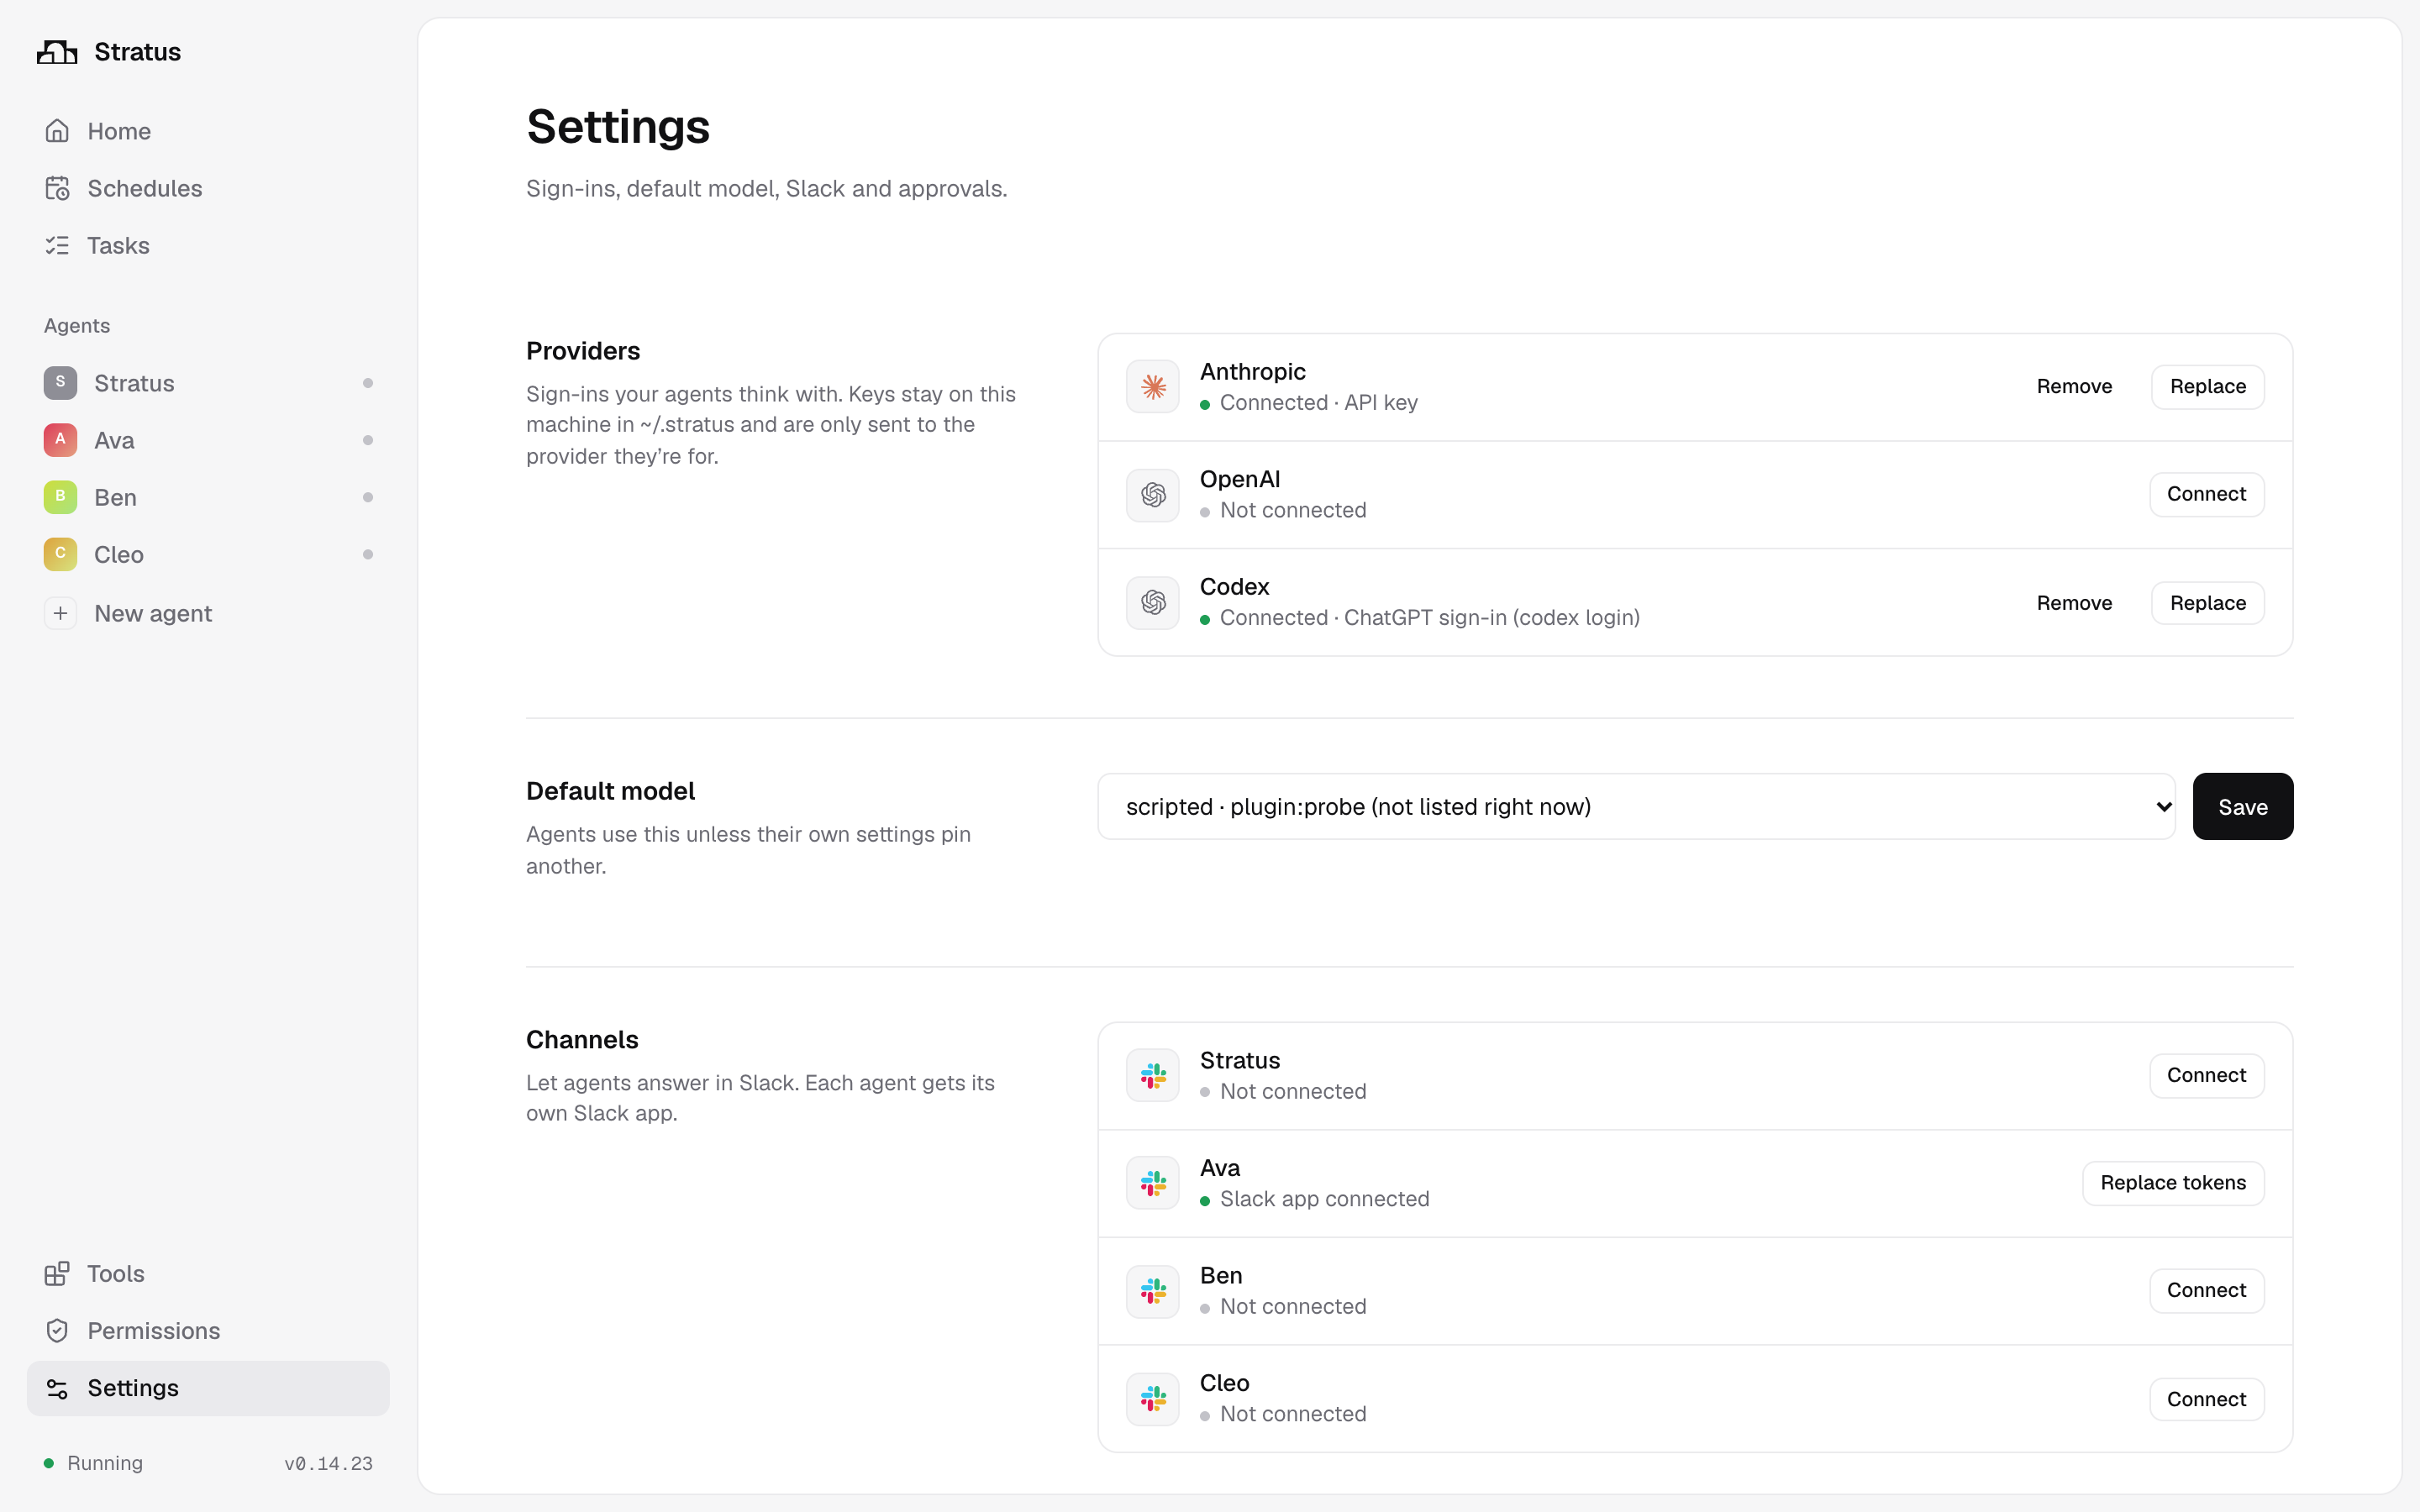 Stratus
Home
Schedules
Tasks
Agents
S Stratus
A Ava
B Ben
C Cleo
New agent
Tools
Permissions
Settings
Running v0.14.23
Settings
Sign-ins, default model, Slack and approvals.
Providers
Sign-ins your agents think with. Keys stay on this
machine in ~/.stratus and are only sent to the
provider they’re for.
Anthropic
Connected · API key
Remove Replace
OpenAI
Not connected
Connect
Codex
Connected · ChatGPT sign-in (codex login)
Remove Replace
Default model
Agents use this unless their own settings pin
another.
scripted · plugin:probe (not listed right now)
Save
Channels
Let agents answer in Slack. Each agent gets its
own Slack app.
Stratus
Not connected
Connect
Ava
Slack app connected
Replace tokens
Ben
Not connected
Connect
Cleo
Not connected
Connect